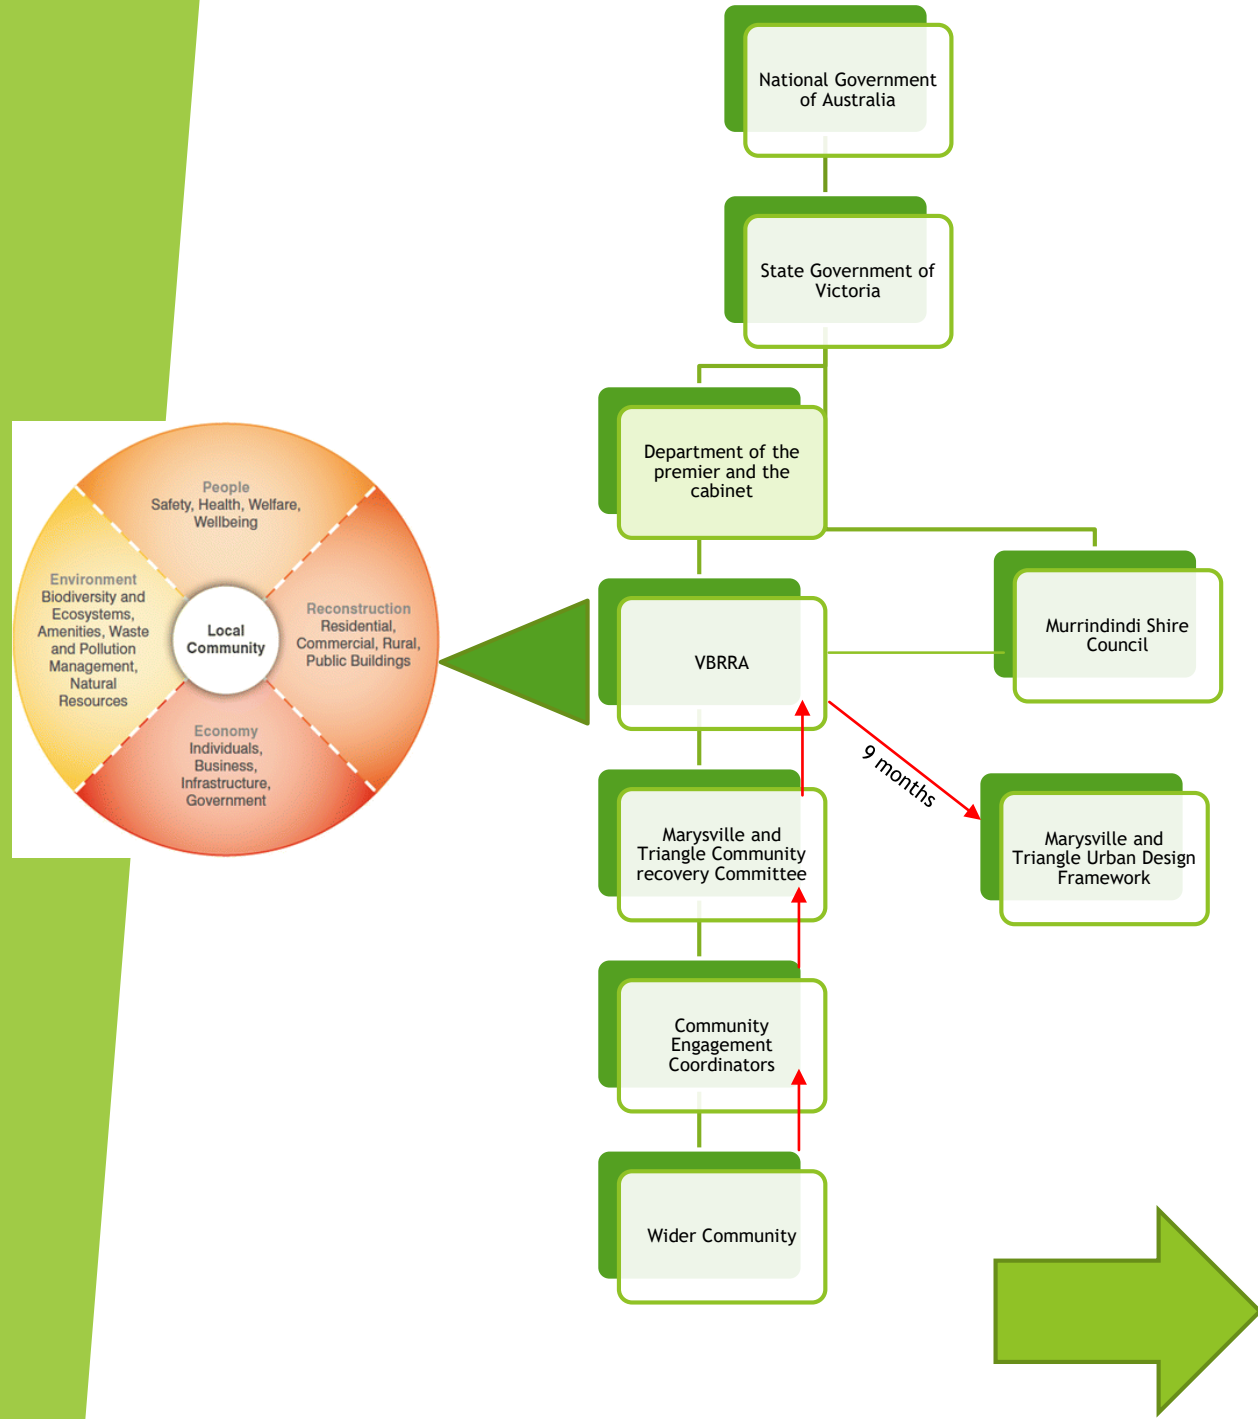 National Government
of Australia
State Government of
Victoria
Department of the
premier and the
cabinet
Murrindindi Shire
Council
VBRRA
9 months
Marysville and
Triangle Community
recovery Committee
Marysville and
Triangle Urban Design
Framework
Community
Engagement
Coordinators
Wider Community
People
Safety, Health, Welfare,
Wellbeing
Environment
Biodiversity and
Ecosystems,
Amenities, Waste
and Pollution
Management,
Natural
Resources
Local
Community
Reconstruction
Residential,
Commercial, Rural,
Public Buildings
Economy
Individuals,
Business,
Infrastructure,
Government